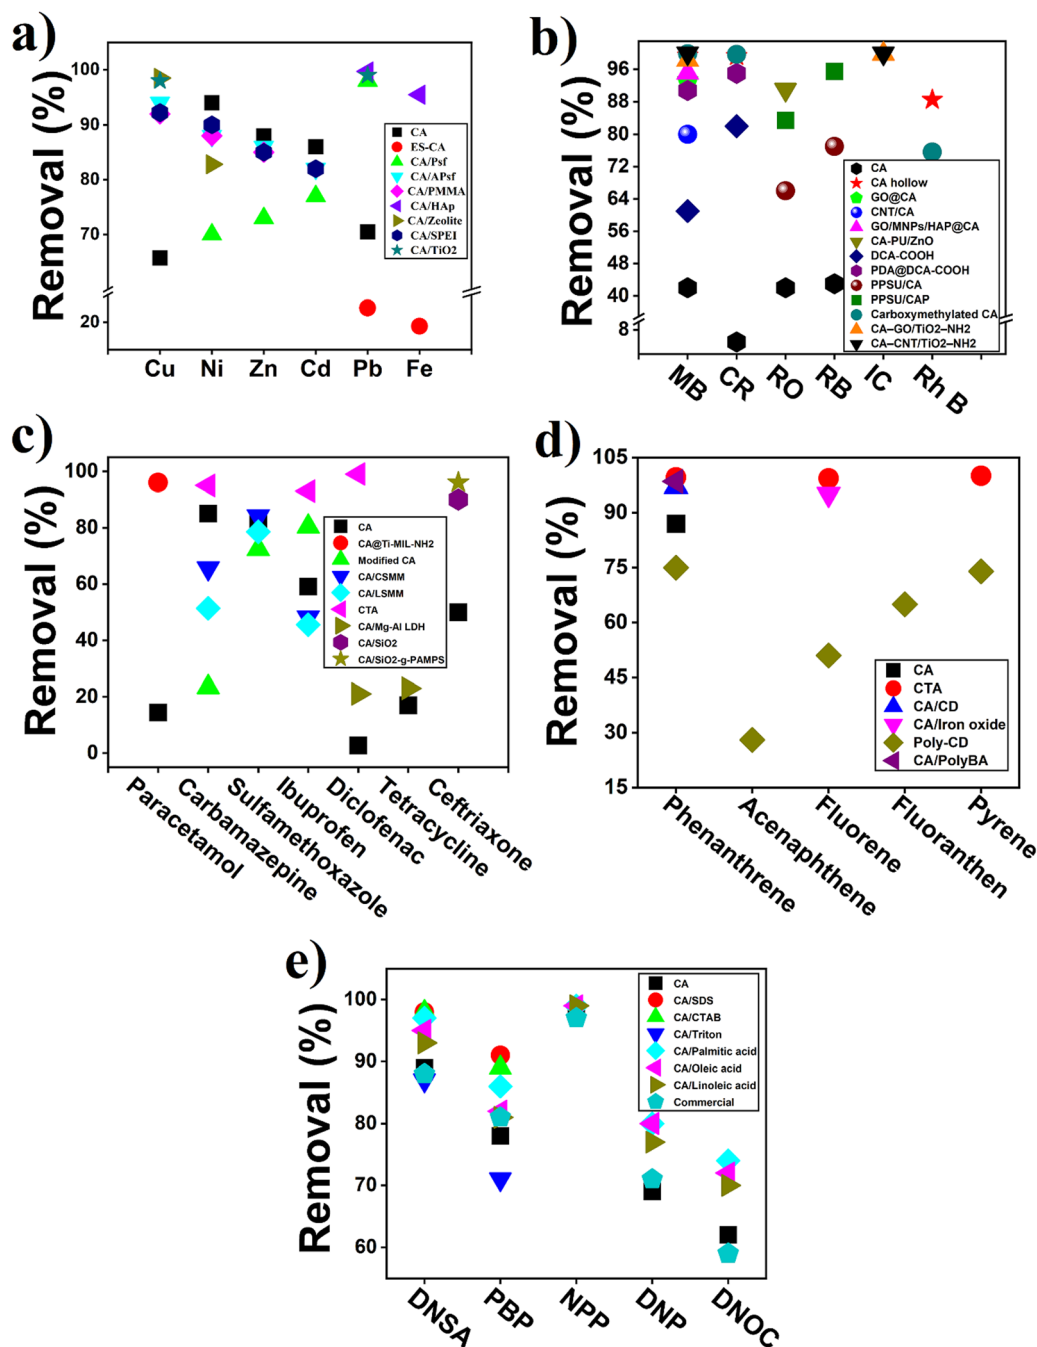 a)
Removal (%)
100
90
80
70
20
Cu Ni Zn Cd Pb Fe
CA
ES-CA
CA/Psf
CA/APsf
CA/PMMA
CA/HAp
CA/Zeolite
CA/SPEI
CA/TiO2
b)
Removal (%)
96
88
80
72
64
56
48
40
8
MB CR RO RB IC Rh B
CA
CA hollow
GO@CA
CNT/CA
GO/MNPs/HAP@CA
CA-PU/ZnO
DCA-COOH
PDA@DCA-COOH
PPSU/CA
PPSU/CAP
Carboxymethylated CA
CA–GO/TiO2–NH2
CA–CNT/TiO2–NH2
c)
Removal (%)
100
80
60
40
20
0
Paracetamol
Carbamazepine
Sulfamethoxazole
Ibuprofen
Diclofenac
Tetracycline
Ceftriaxone
CA
CA@Ti-MIL-NH2
Modified CA
CA/CSMM
CA/LSMM
CTA
CA/Mg-Al LDH
CA/SiO2
CA/SiO2-g-PAMPS
d)
Removal (%)
105
90
75
60
45
30
15
Phenanthrene
Acenaphthene
Fluorene
Fluoranthen
Pyrene
CA
CTA
CA/CD
CA/Iron oxide
Poly-CD
CA/PolyBA
e)
Removal (%)
100
90
80
70
60
DNSA PBP NPP DNP DNOC
CA
CA/SDS
CA/CTAB
CA/Triton
CA/Palmitic acid
CA/Oleic acid
CA/Linoleic acid
Commercial